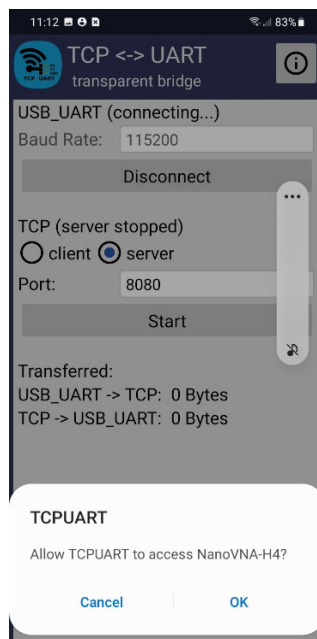 11:12
83%
TCP <-> UART
transparent bridge
TCP UART
USB_UART (connecting...)
Baud Rate: 115200
Disconnect
TCP (server stopped)
client server
Port: 8080
Start
Transferred:
USB_UART -> TCP: 0 Bytes
TCP -> USB_UART: 0 Bytes
TCPUART
Allow TCPUART to access NanoVNA-H4?
Cancel OK